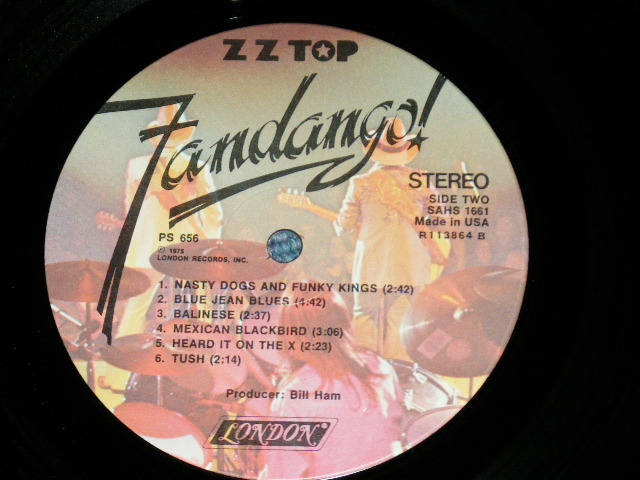 ZZ TOP
Fandango!
STEREO
SIDE TWO
SAHS 1661
Made in USA
R113864 B
PS 656
℗ 1975
LONDON RECORDS, INC.
1. NASTY DOGS AND FUNKY KINGS (2:42)
2. BLUE JEAN BLUES (4:42)
3. BALINESE (2:37)
4. MEXICAN BLACKBIRD (3:06)
5. HEARD IT ON THE X (2:23)
6. TUSH (2:14)
Producer: Bill Ham
LONDON®